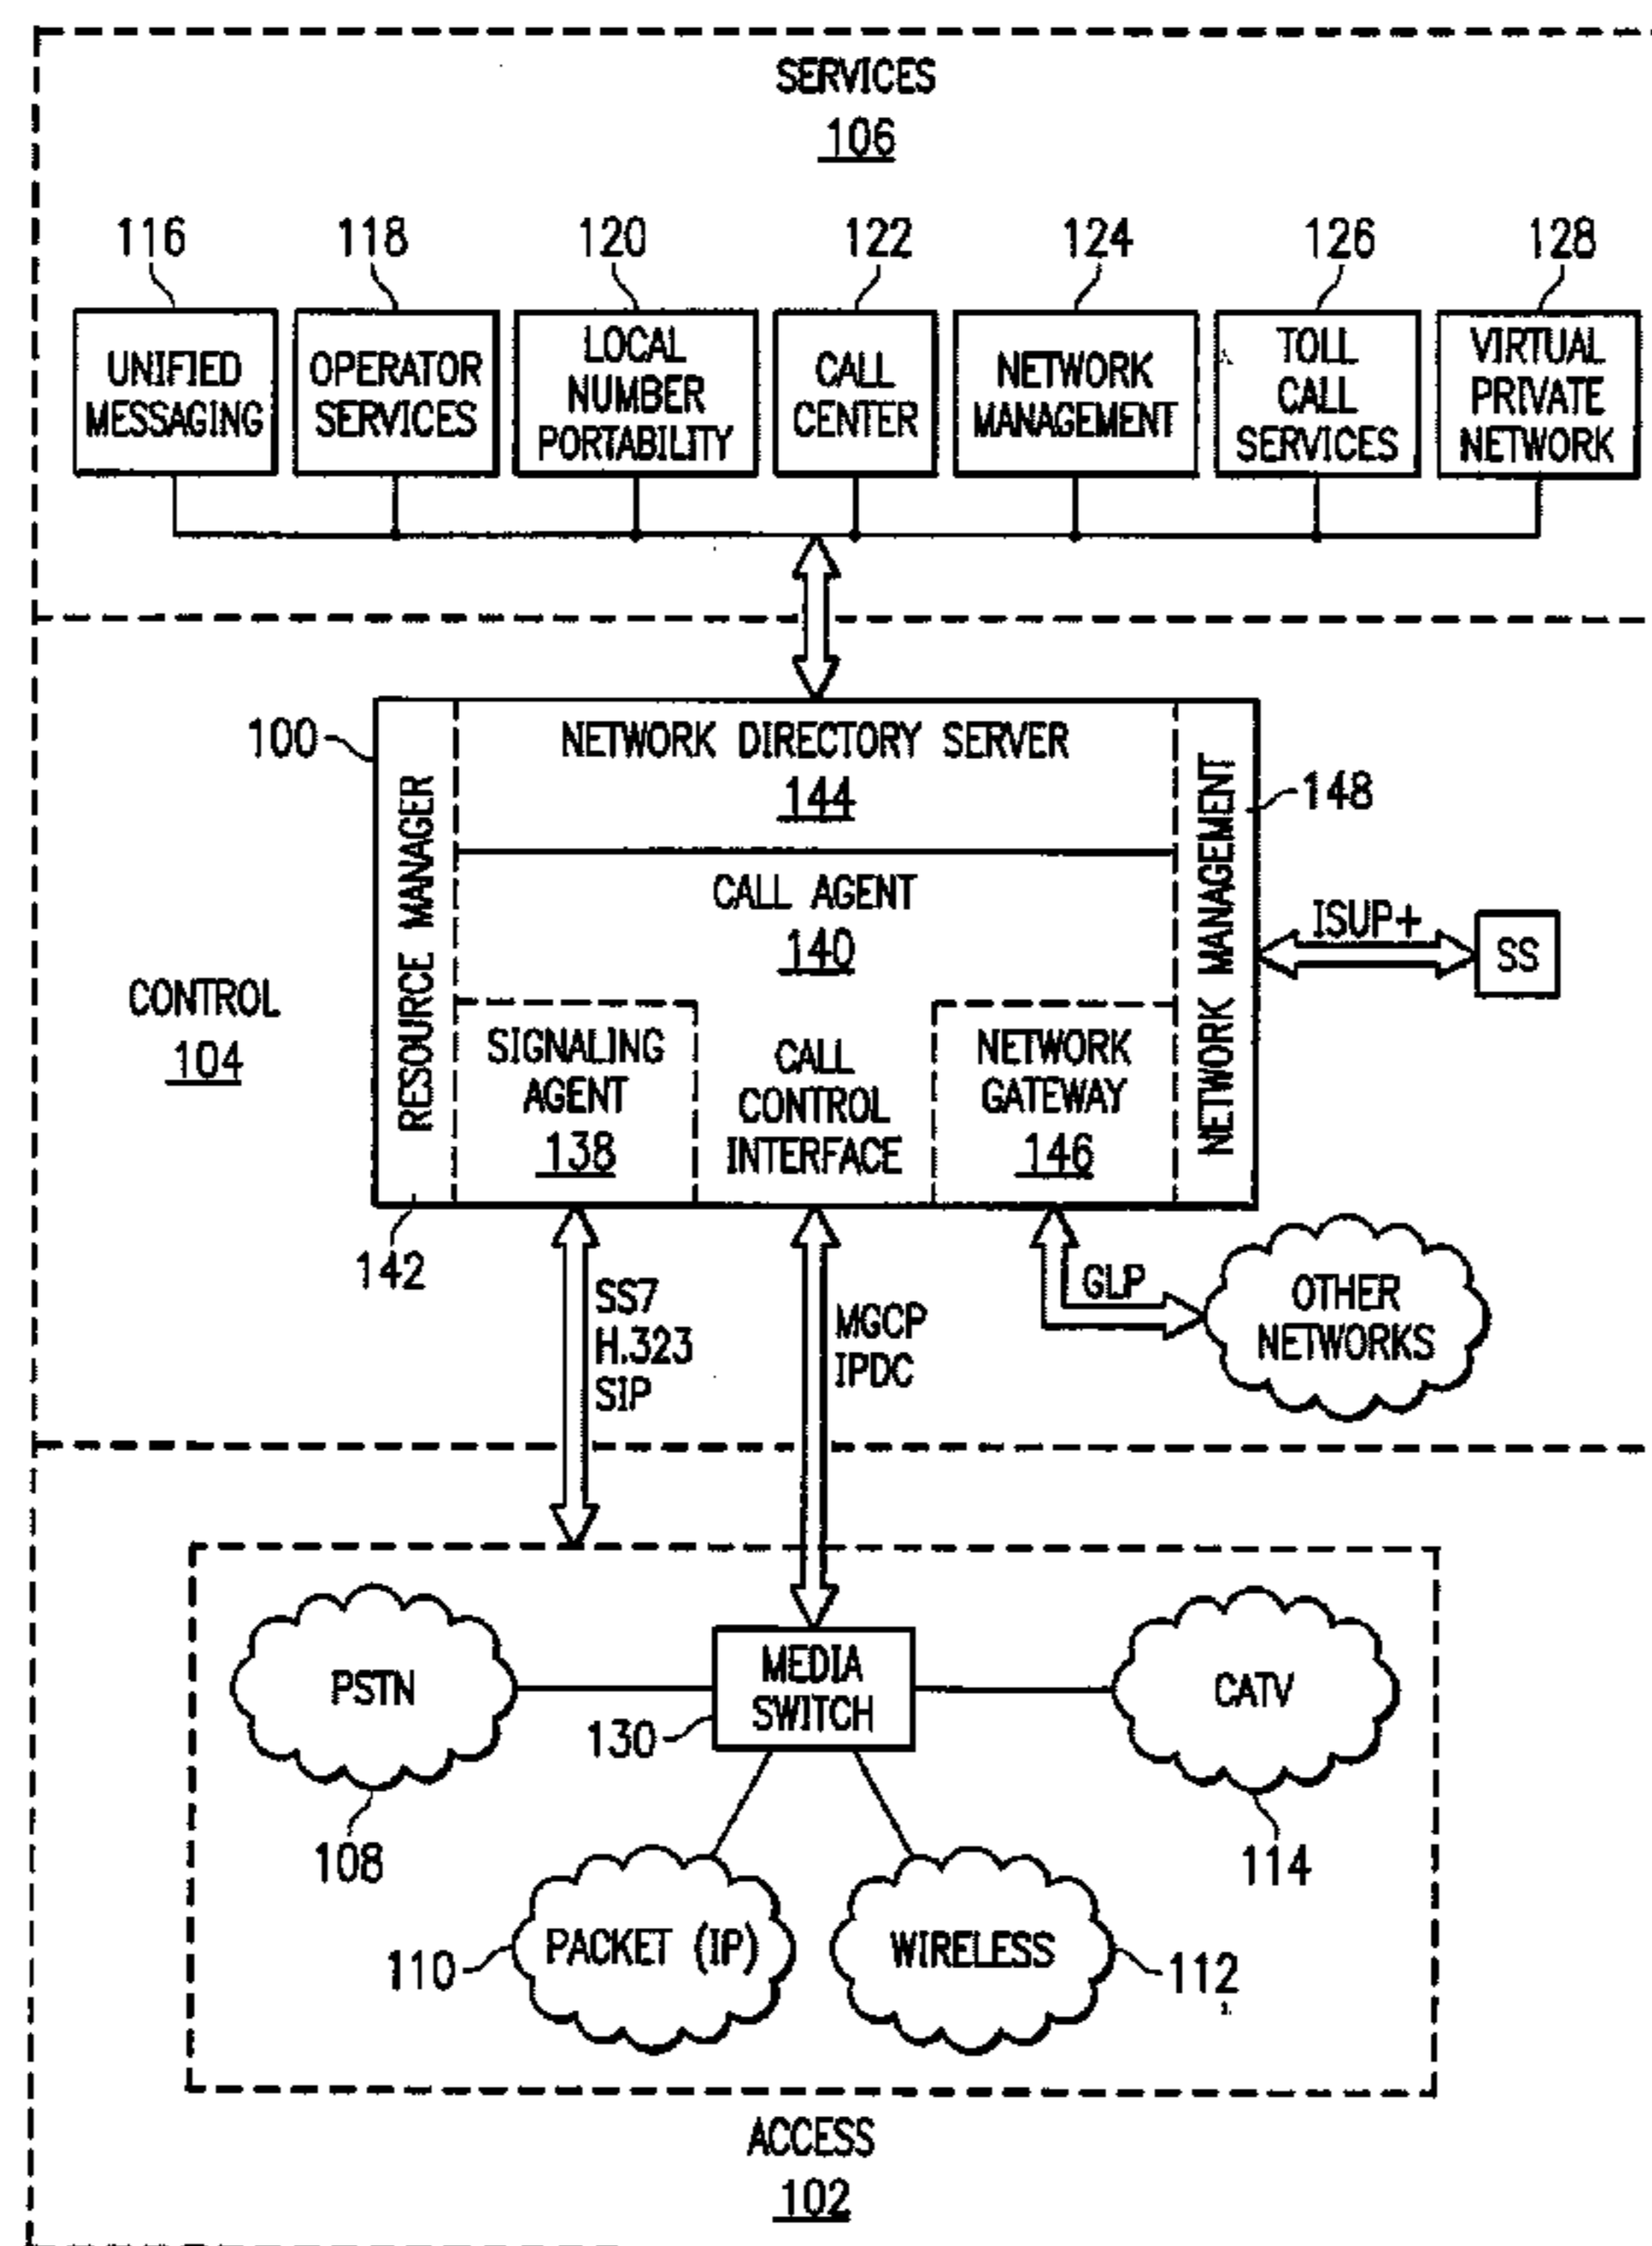 SERVICES
106
116
118
120
122
124
126
128
UNIFIED
MESSAGING
OPERATOR
SERVICES
LOCAL
NUMBER
PORTABILITY
CALL
CENTER
NETWORK
MANAGEMENT
TOLL
CALL
SERVICES
VIRTUAL
PRIVATE
NETWORK
100
RESOURCE MANAGER
NETWORK DIRECTORY SERVER
144
NETWORK MANAGEMENT
148
CALL AGENT
140
ISUP+
SS
CONTROL
104
SIGNALING
AGENT
138
CALL
CONTROL
INTERFACE
NETWORK
GATEWAY
146
142
SS7
H.323
SIP
MGCP
IPDC
GLP
OTHER
NETWORKS
PSTN
MEDIA
SWITCH
CATV
130
108
114
PACKET (IP)
WIRELESS
110
112
ACCESS
102